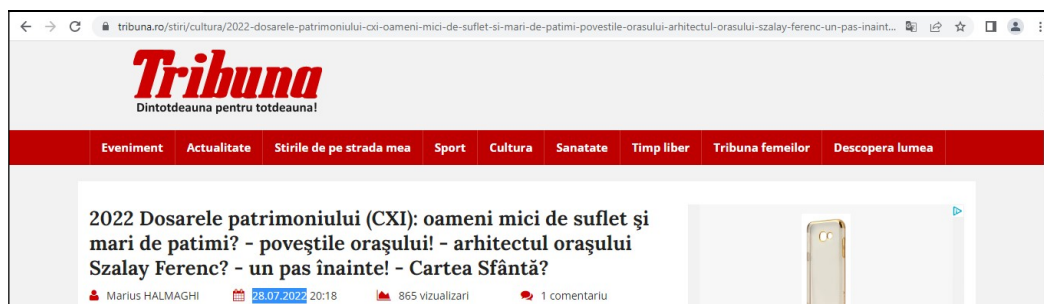 tribuna.ro/stiri/cultura/2022-dosarele-patrimoniului-cxi-oameni-mici-de-suflet-si-mari-de-patimi-povestile-orasului-arhitectul-orasului-szalay-ferenc-un-pas-inaint...
Tribuna
Dintotdeauna pentru totdeauna!
Eveniment Actualitate Stirile de pe strada mea Sport Cultura Sanatate Timp liber Tribuna femeilor Descopera lumea
2022 Dosarele patrimoniului (CXI): oameni mici de suflet şi
mari de patimi? - poveştile oraşului! - arhitectul oraşului
Szalay Ferenc? - un pas înainte! - Cartea Sfântă?
Marius HALMAGHI 28.07.2022 20:18 865 vizualizari 1 comentariu